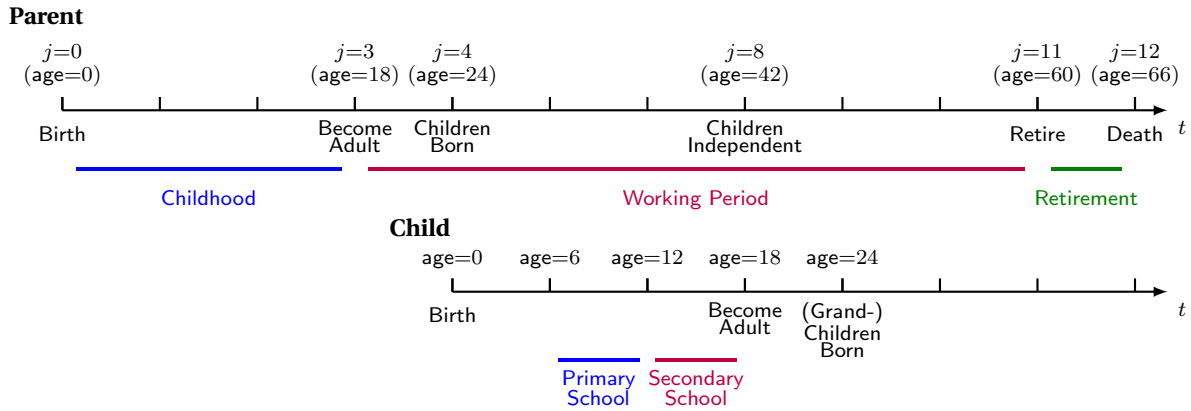 Parent
j=0 j=3 j=4 j=8 j=11 j=12
(age=0) (age=18) (age=24) (age=42) (age=60) (age=66)
Birth Become Adult Children Born Children Independent Retire Death t
Childhood Working Period Retirement
Child
age=0 age=6 age=12 age=18 age=24
Birth Become Adult (Grand-) Children Born t
Primary School Secondary School